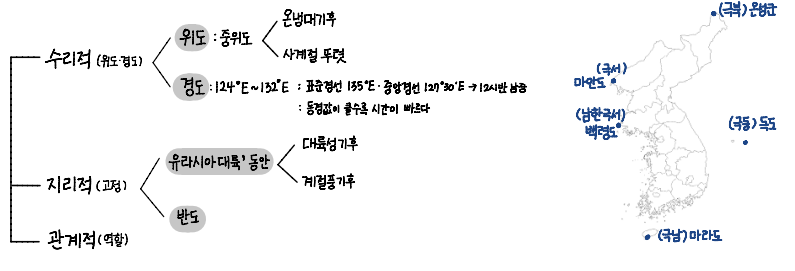 수리적 (위도·경도)
위도 : 중위도
온냉대기후
사계절 뚜렷
경도 : 124°E ~ 132°E : 표준경선 135°E · 중앙경선 127°30'E → 12시반 남중
: 동경값이 클수록 시간이 빠르다
지리적 (고정)
유라시아 대륙' 동안
대륙성기후
계절풍기후
반도
관계적 (역할)
(극북) 온성군
(극서)
마안도
(남한극서)
백령도
(극동) 독도
(극남) 마라도